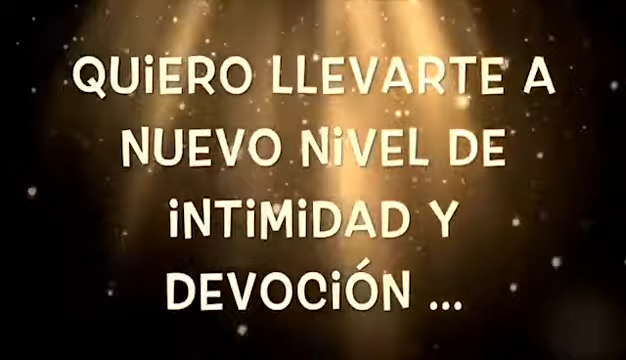 QUiERO LLEVARTE A
NUEVO NiVEL DE
iNTiMiDAD Y
DEVOCiÓN ...